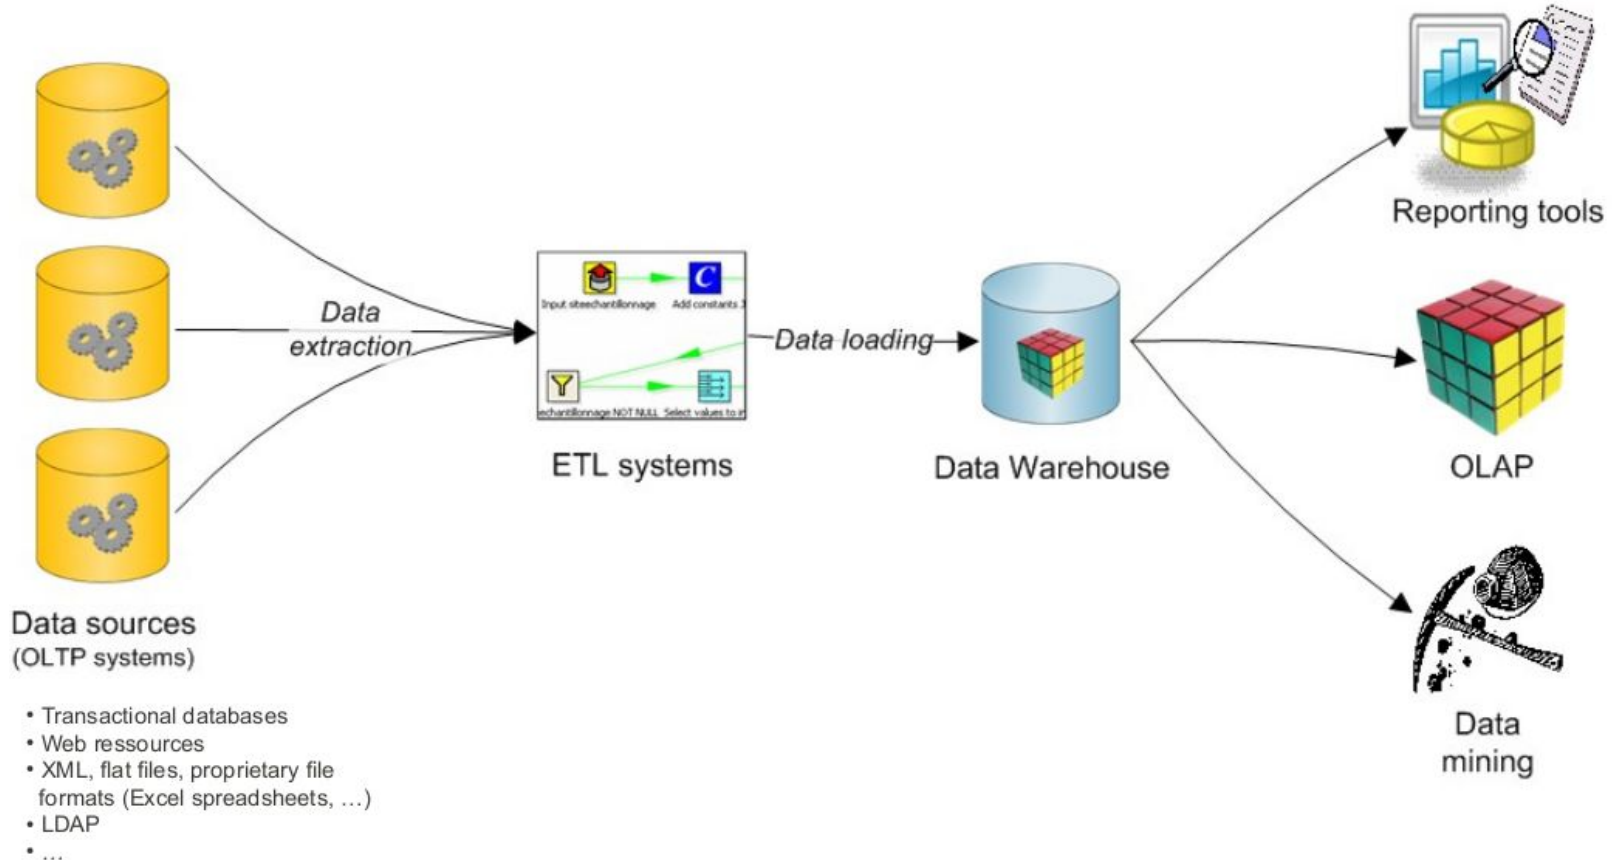 Reporting tools
Input siteechantillonnage
Add constants
Data
extraction
Data loading
echantillonnage NOT NULL
Select values to
ETL systems
Data Warehouse
OLAP
Data sources
(OLTP systems)
• Transactional databases
• Web ressources
• XML, flat files, proprietary file
formats (Excel spreadsheets, …)
• LDAP
• …
Data
mining
C